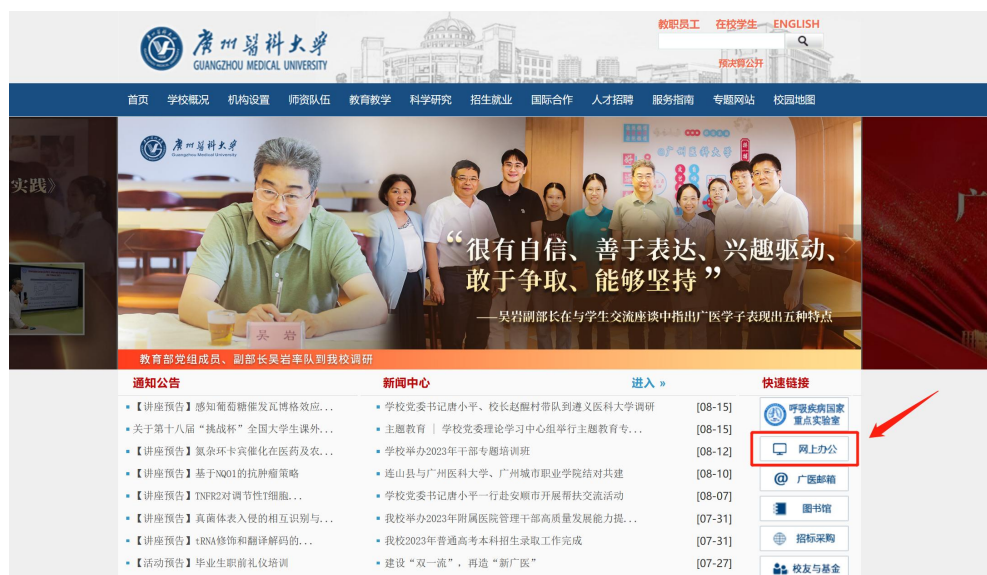 廣州醫科大學
GUANGZHOU MEDICAL UNIVERSITY
教职员工 在校学生 ENGLISH
预决算公开
首页 学校概况 机构设置 师资队伍 教育教学 科学研究 招生就业 国际合作 人才招聘 服务指南 专题网站 校园地图
廣州醫科大學
Guangzhou Medical University
实践》
广
“很有自信、善于表达、兴趣驱动、
敢于争取、能够坚持”
——吴岩副部长在与学生交流座谈中指出广医学子表现出五种特点
吴岩
教育部党组成员、副部长吴岩率队到我校调研
通知公告
【讲座预告】感知葡萄糖催发瓦博格效应...
关于第十八届“挑战杯”全国大学生课外...
【讲座预告】氮杂环卡宾催化在医药及农...
【讲座预告】基于NQO1的抗肿瘤策略
【讲座预告】TNFR2对调节性T细胞...
【讲座预告】真菌体表入侵的相互识别与...
【讲座预告】tRNA修饰和翻译解码的...
【活动预告】毕业生职前礼仪培训
新闻中心 进入 »
学校党委书记唐小平、校长赵醒村带队到遵义医科大学调研 [08-15]
主题教育 | 学校党委理论学习中心组举行主题教育专... [08-15]
学校举办2023年干部专题培训班 [08-12]
连山县与广州医科大学、广州城市职业学院结对共建 [08-10]
学校党委书记唐小平一行赴安顺市开展帮扶交流活动 [08-07]
我校举办2023年附属医院管理干部高质量发展能力提... [07-31]
我校2023年普通高考本科招生录取工作完成 [07-31]
建设“双一流”，再造“新广医” [07-27]
快速链接
呼吸疾病国家
重点实验室
网上办公
@ 广医邮箱
图书馆
招标采购
校友与基金